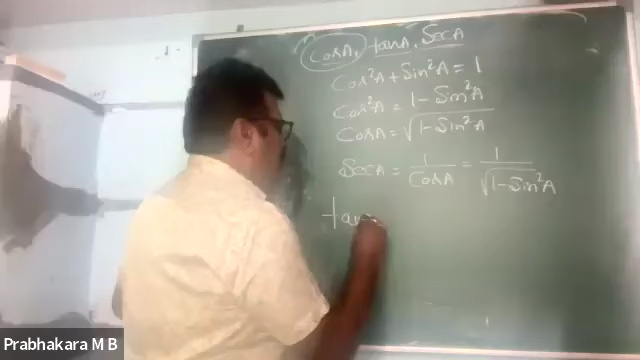 CosA, tanA, SecA
Cos²A + Sin²A = 1
Cos²A = 1 - Sin²A
CosA = √1 - Sin²A
SecA = 1/CosA = 1/√1 - Sin²A
tan
Prabhakara M B